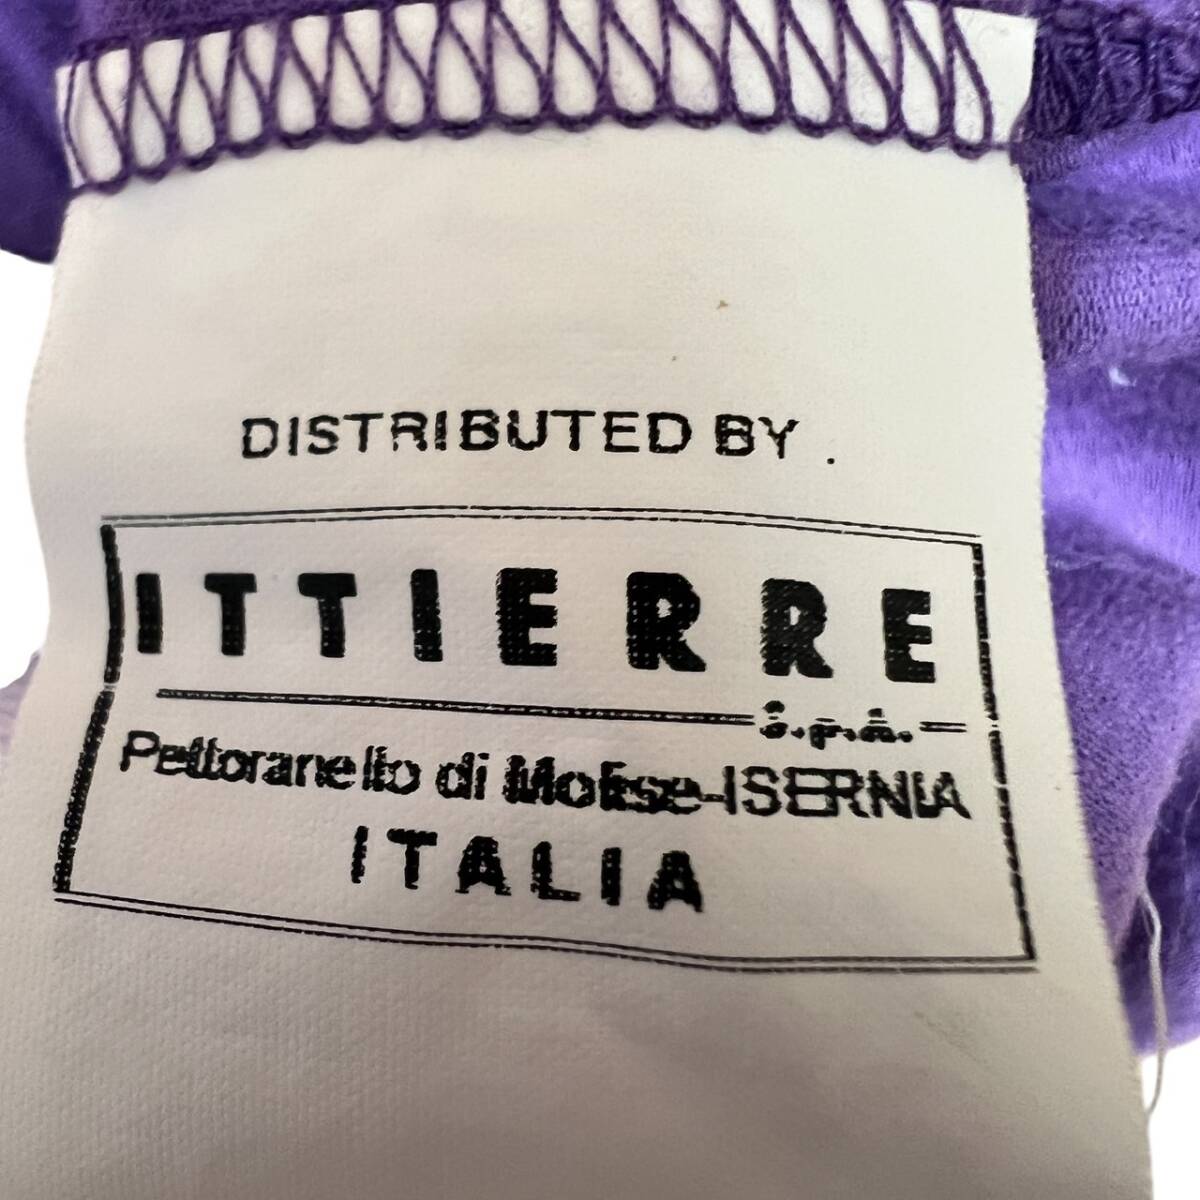 DISTRIBUTED BY .
ITTIERRE
s.p.a.
Pettoranello di Molise-ISERNIA
ITALIA